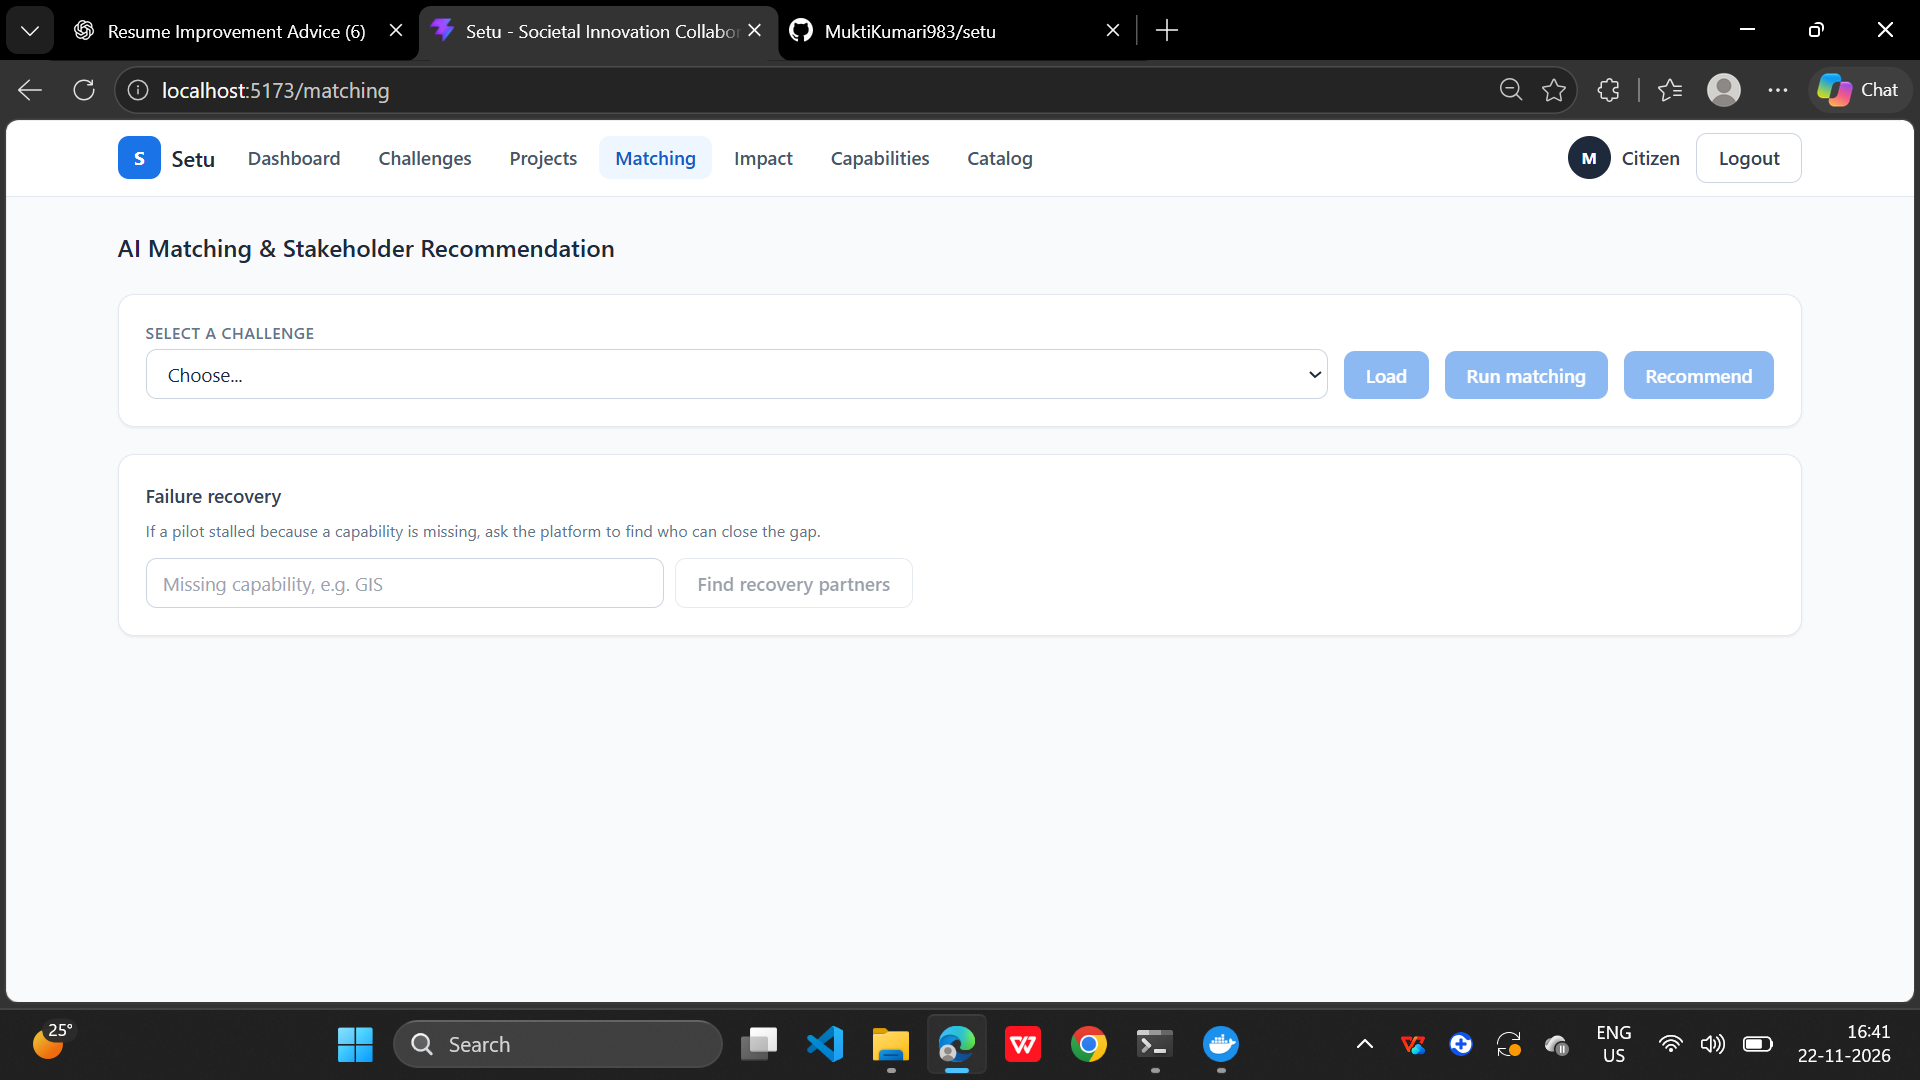 Resume Improvement Advice (6)
Setu - Societal Innovation Collabor
MuktiKumari983/setu
localhost:5173/matching
Chat
S Setu Dashboard Challenges Projects Matching Impact Capabilities Catalog M Citizen Logout
AI Matching & Stakeholder Recommendation
SELECT A CHALLENGE
Choose... Load Run matching Recommend
Failure recovery
If a pilot stalled because a capability is missing, ask the platform to find who can close the gap.
Missing capability, e.g. GIS Find recovery partners
25°
Search
ENG
US
16:41
22-11-2026